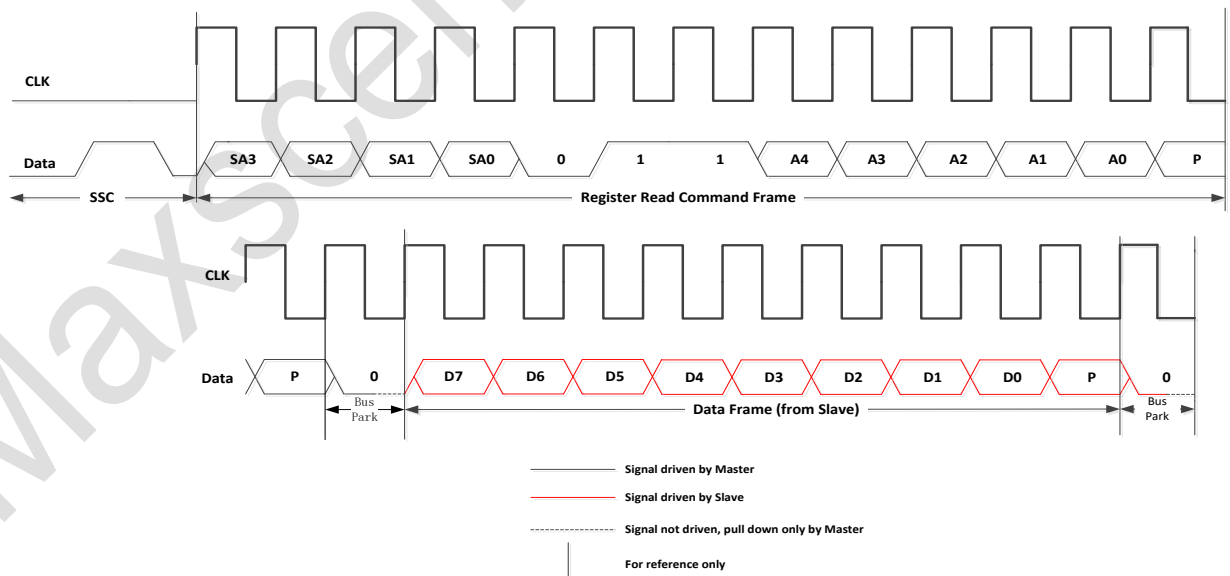 CLK
Data SA3 SA2 SA1 SA0 0 1 1 A4 A3 A2 A1 A0 P
SSC Register Read Command Frame
CLK
Data P 0 D7 D6 D5 D4 D3 D2 D1 D0 P 0
Bus Park Data Frame (from Slave) Bus Park
Signal driven by Master
Signal driven by Slave
Signal not driven, pull down only by Master
For reference only